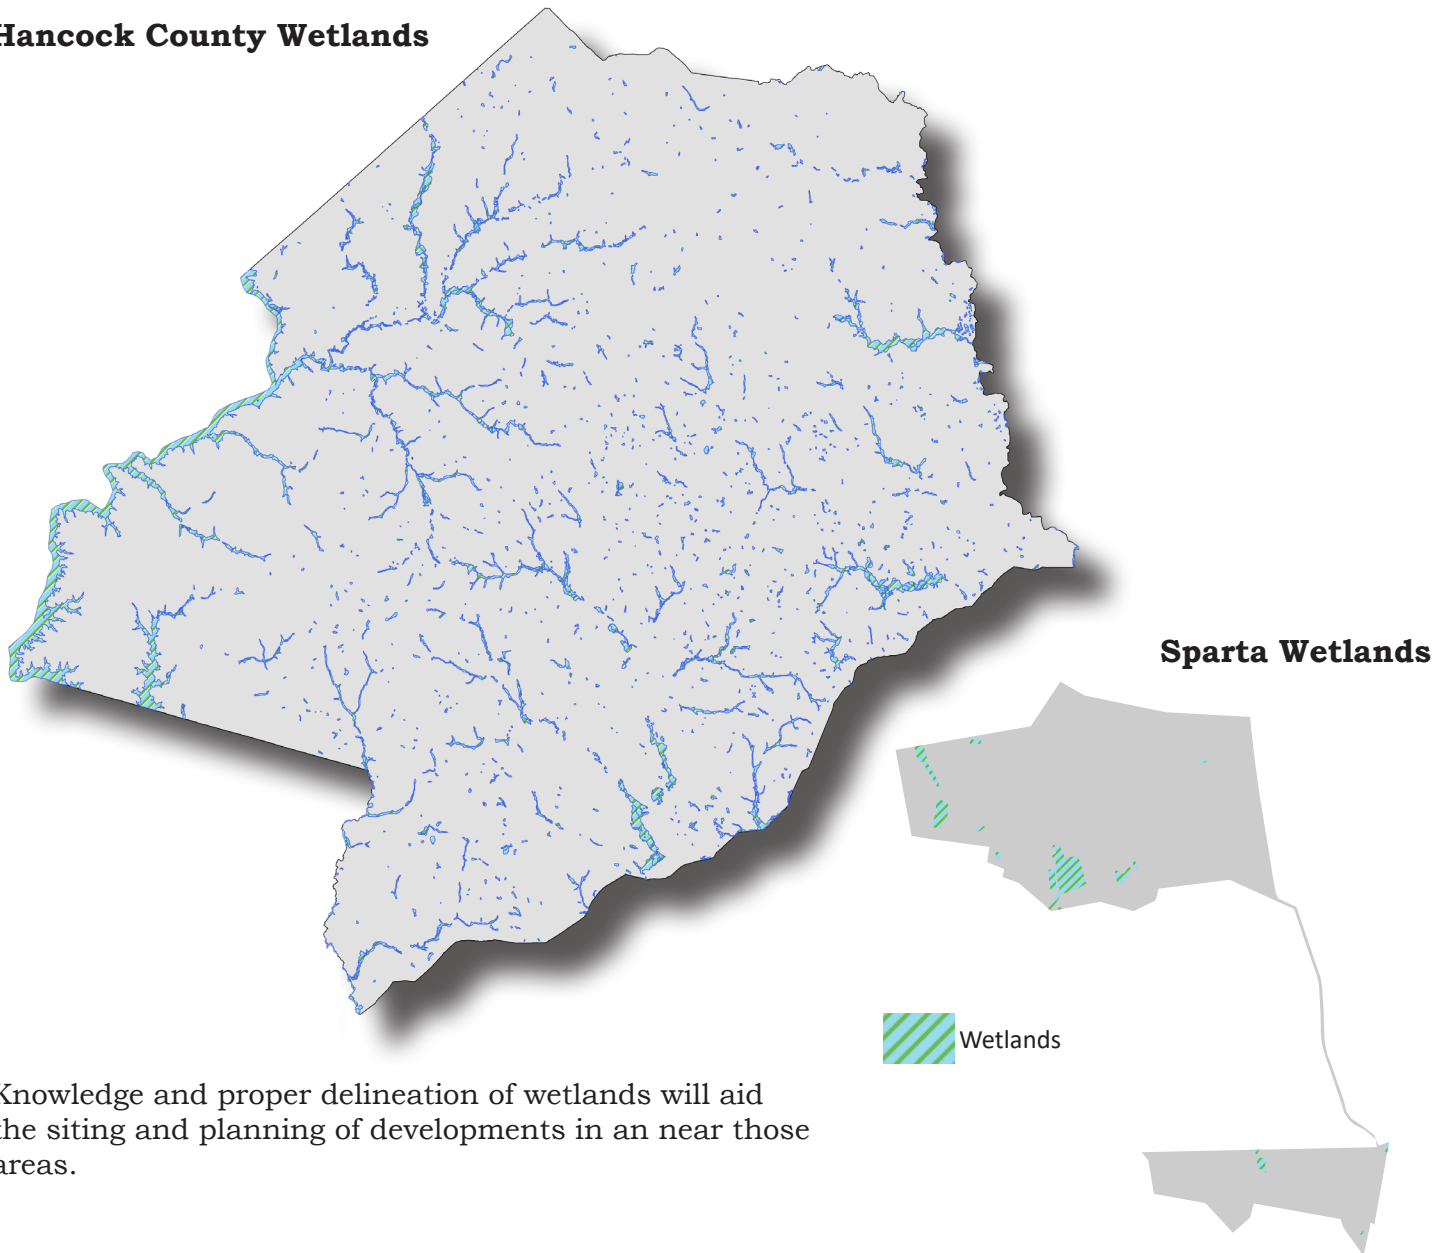 Hancock County Wetlands
Sparta Wetlands
Wetlands
Knowledge and proper delineation of wetlands will aid
the siting and planning of developments in an near those
areas.